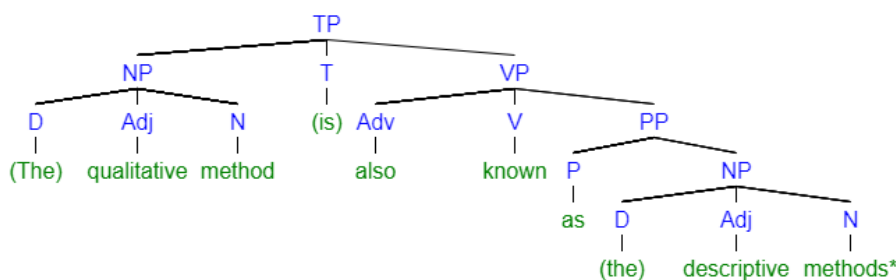 TP
NP T VP
D Adj N (is) Adv V PP
(The) qualitative method also known P NP
as D Adj N
(the) descriptive methods*